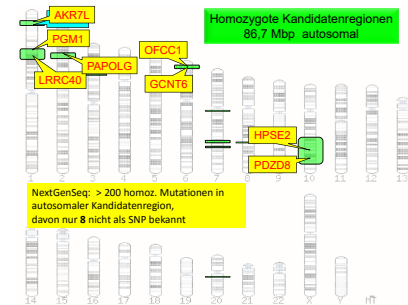 AKR7L
Homozygote Kandidatenregionen
86,7 Mbp autosomal
PGM1
OFCC1
PAPOLG
LRRC40
GCNT6
HPSE2
PDZD8
1 2 3 4 5 6 7 8 9 10 11 12 13
NextGenSeq: > 200 homoz. Mutationen in
autosomaler Kandidatenregion,
davon nur 8 nicht als SNP bekannt
14 15 16 17 18 19 20 21 22 X Y MT